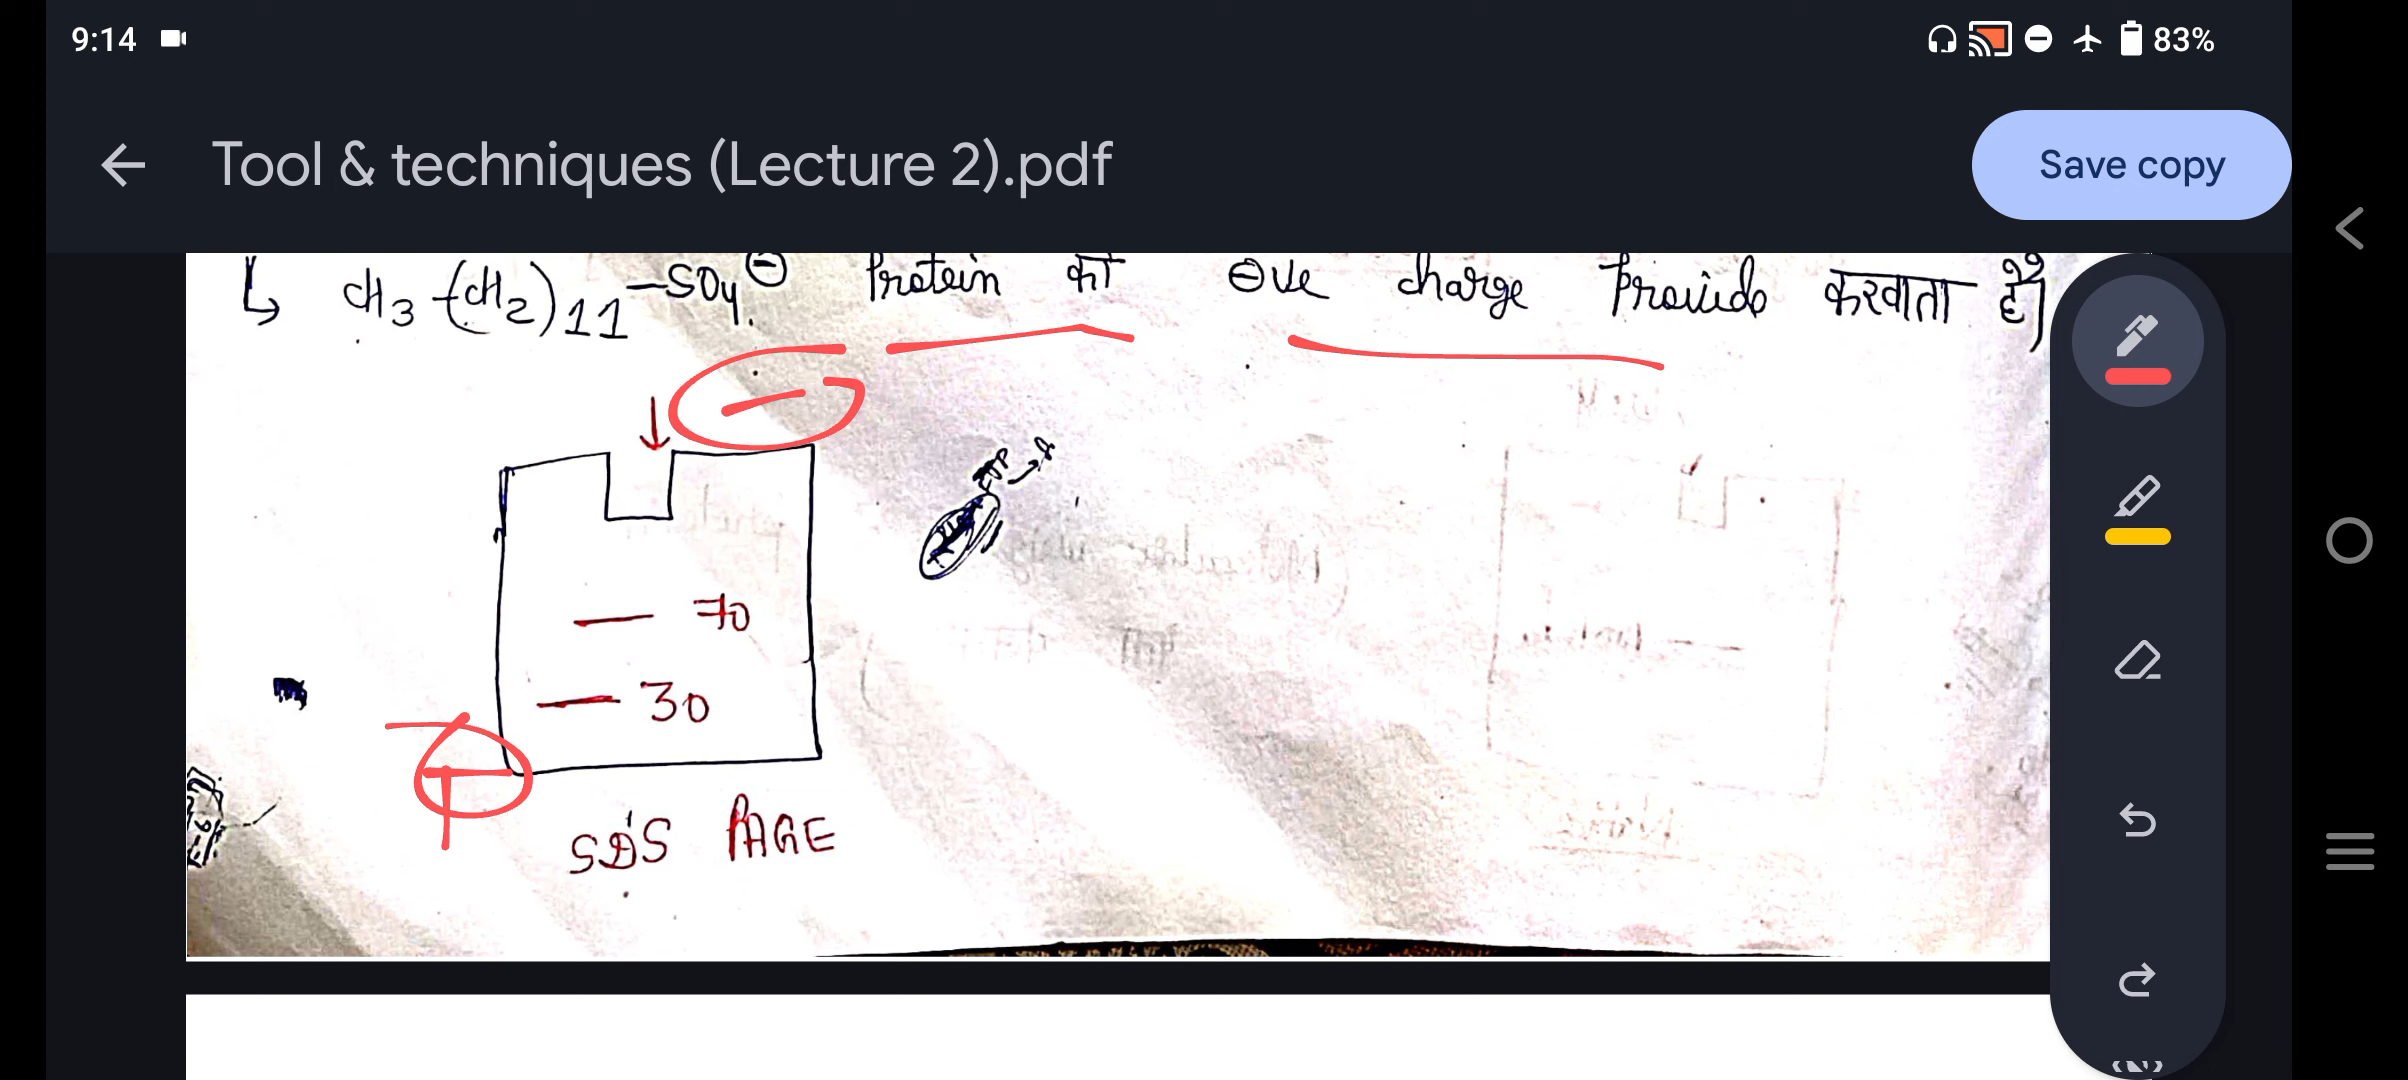 9:14 83%
Tool & techniques (Lecture 2).pdf Save copy
↳ CH3-(CH2)11-SO4⊖ Protein को ⊖ve charge Provide करवाता है।
↓ −
70
30
+
SDS PAGE